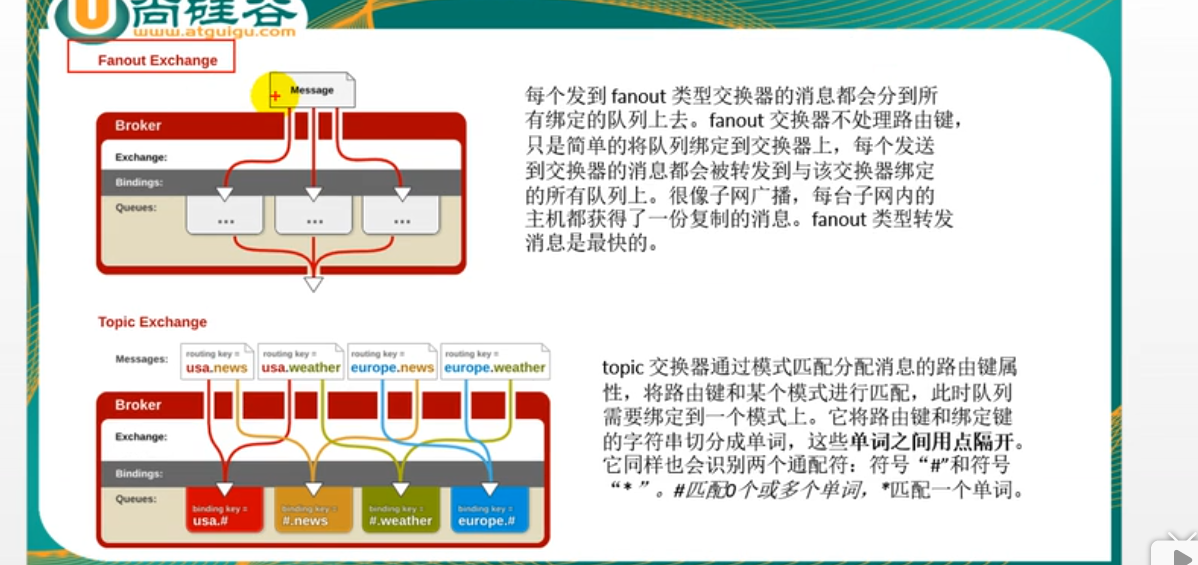 尚硅谷
www.atguigu.com
Fanout Exchange
Message
Broker
Exchange:
Bindings:
Queues:
... ... ...
每个发到 fanout 类型交换器的消息都会分到所
有绑定的队列上去。fanout 交换器不处理路由键，
只是简单的将队列绑定到交换器上，每个发送
到交换器的消息都会被转发到与该交换器绑定
的所有队列上。很像子网广播，每台子网内的
主机都获得了一份复制的消息。fanout 类型转发
消息是最快的。
Topic Exchange
Messages:
routing key = routing key = routing key = routing key =
usa.news usa.weather europe.news europe.weather
Broker
Exchange:
Bindings:
Queues:
binding key = binding key = binding key = binding key =
usa.# #.news #.weather europe.#
topic 交换器通过模式匹配分配消息的路由键属
性，将路由键和某个模式进行匹配，此时队列
需要绑定到一个模式上。它将路由键和绑定键
的字符串切分成单词，这些单词之间用点隔开。
它同样也会识别两个通配符：符号“#”和符号
“*”。#匹配0个或多个单词，*匹配一个单词。